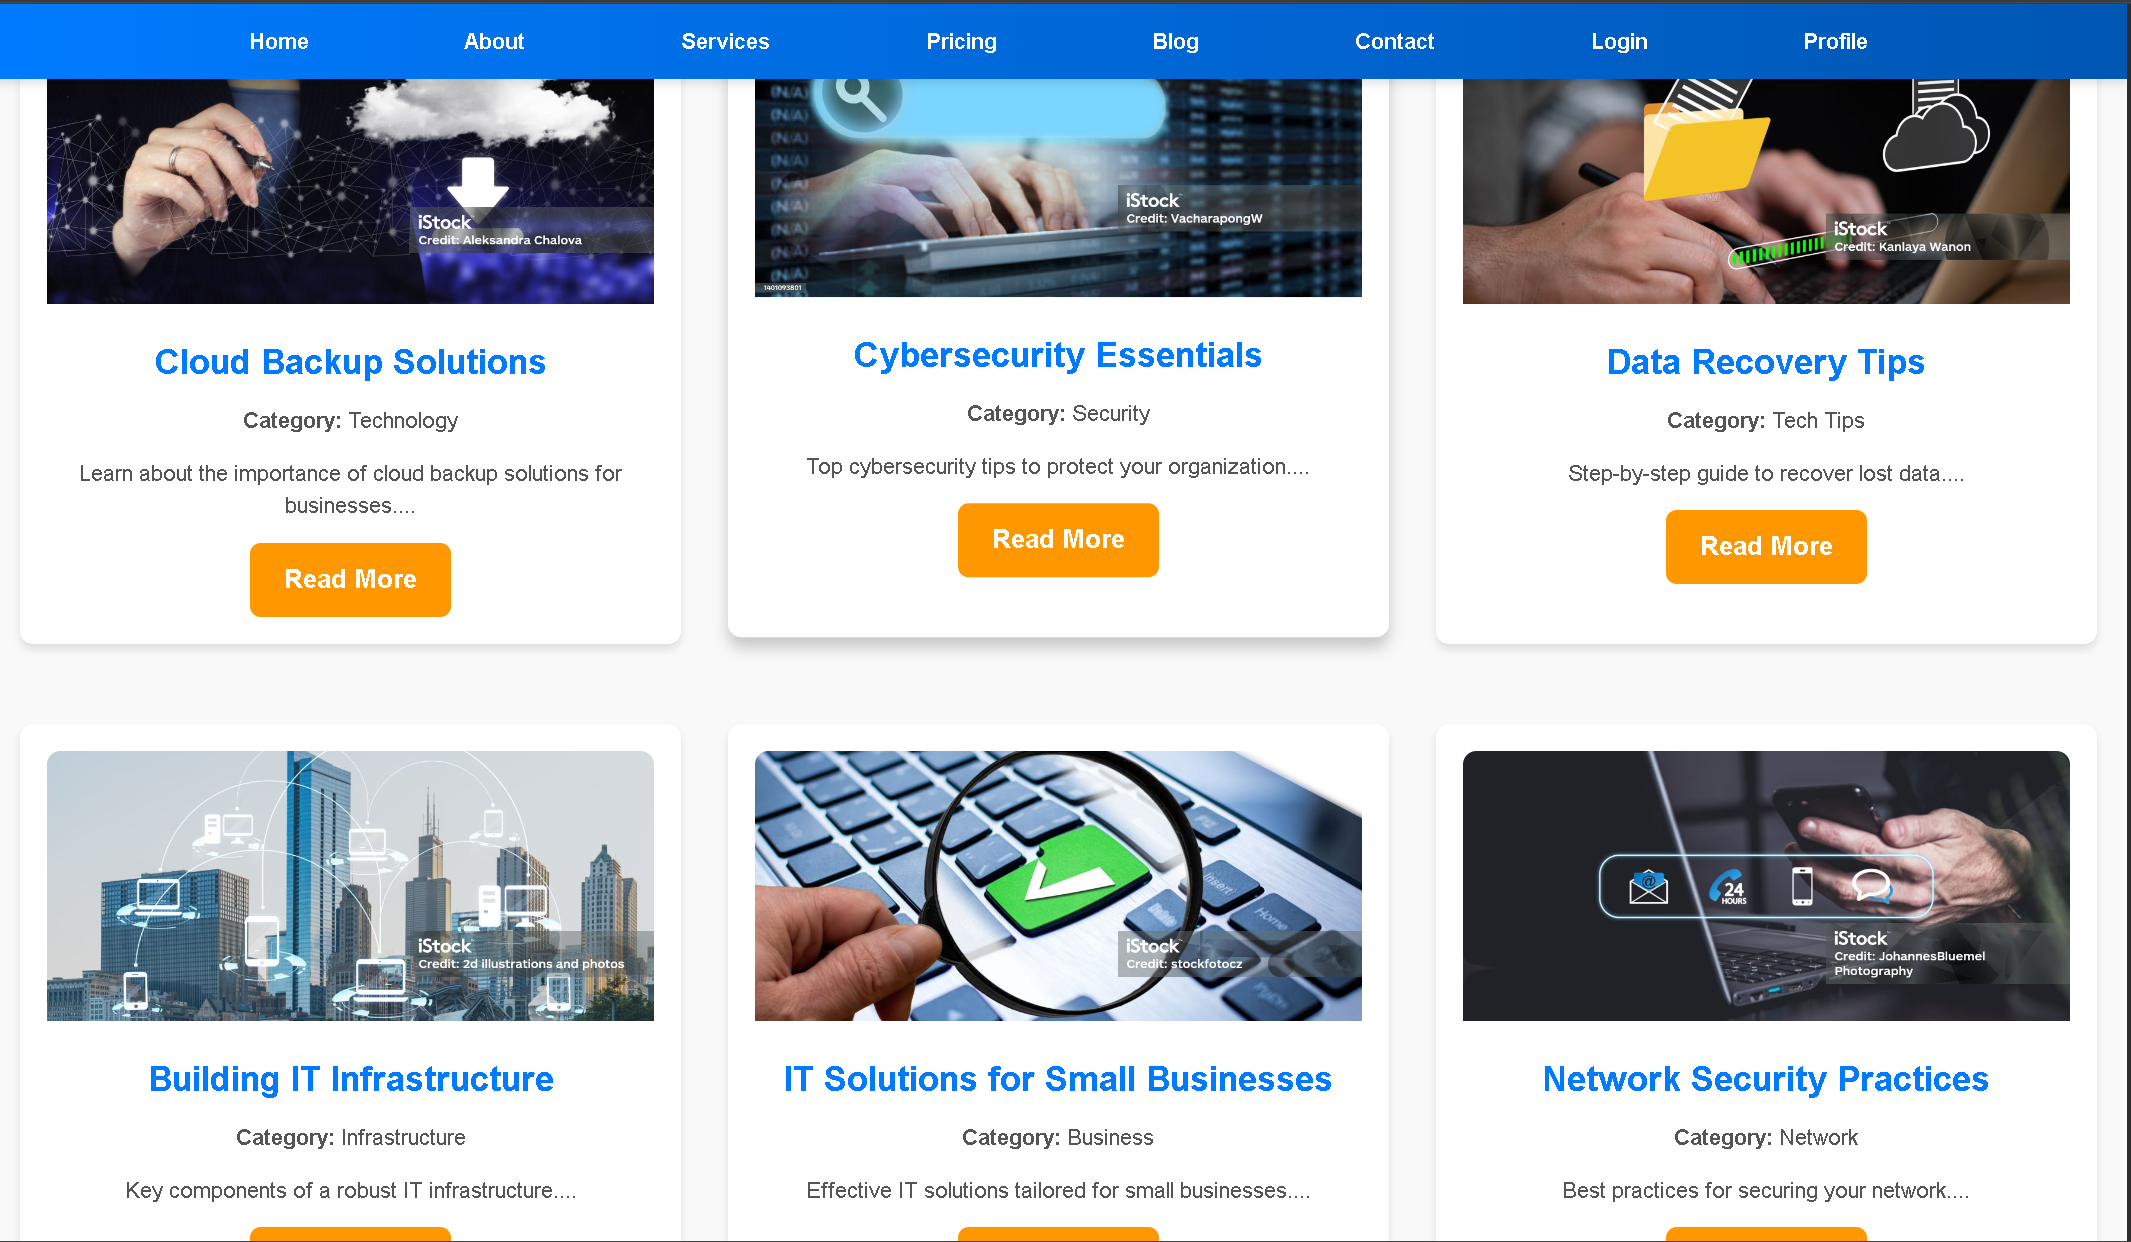 Home About Services Pricing Blog Contact Login Profile
iStock
Credit: Aleksandra Chalova
Cloud Backup Solutions
Category: Technology
Learn about the importance of cloud backup solutions for
businesses....
Read More
(N/A)
(N/A)
(N/A)
(N/A)
(N/A)
(N/A)
(N/A)
(N/A)
(N/A)
iStock
Credit: VacharapongW
1401093801
Cybersecurity Essentials
Category: Security
Top cybersecurity tips to protect your organization....
Read More
iStock
Credit: Kanlaya Wanon
Data Recovery Tips
Category: Tech Tips
Step-by-step guide to recover lost data....
Read More
iStock
Credit: 2d illustrations and photos
Building IT Infrastructure
Category: Infrastructure
Key components of a robust IT infrastructure....
Insert
Home
iStock
Credit: stockfotocz
IT Solutions for Small Businesses
Category: Business
Effective IT solutions tailored for small businesses....
@
24
HOURS
iStock
Credit: JohannesBluemel
Photography
Network Security Practices
Category: Network
Best practices for securing your network....